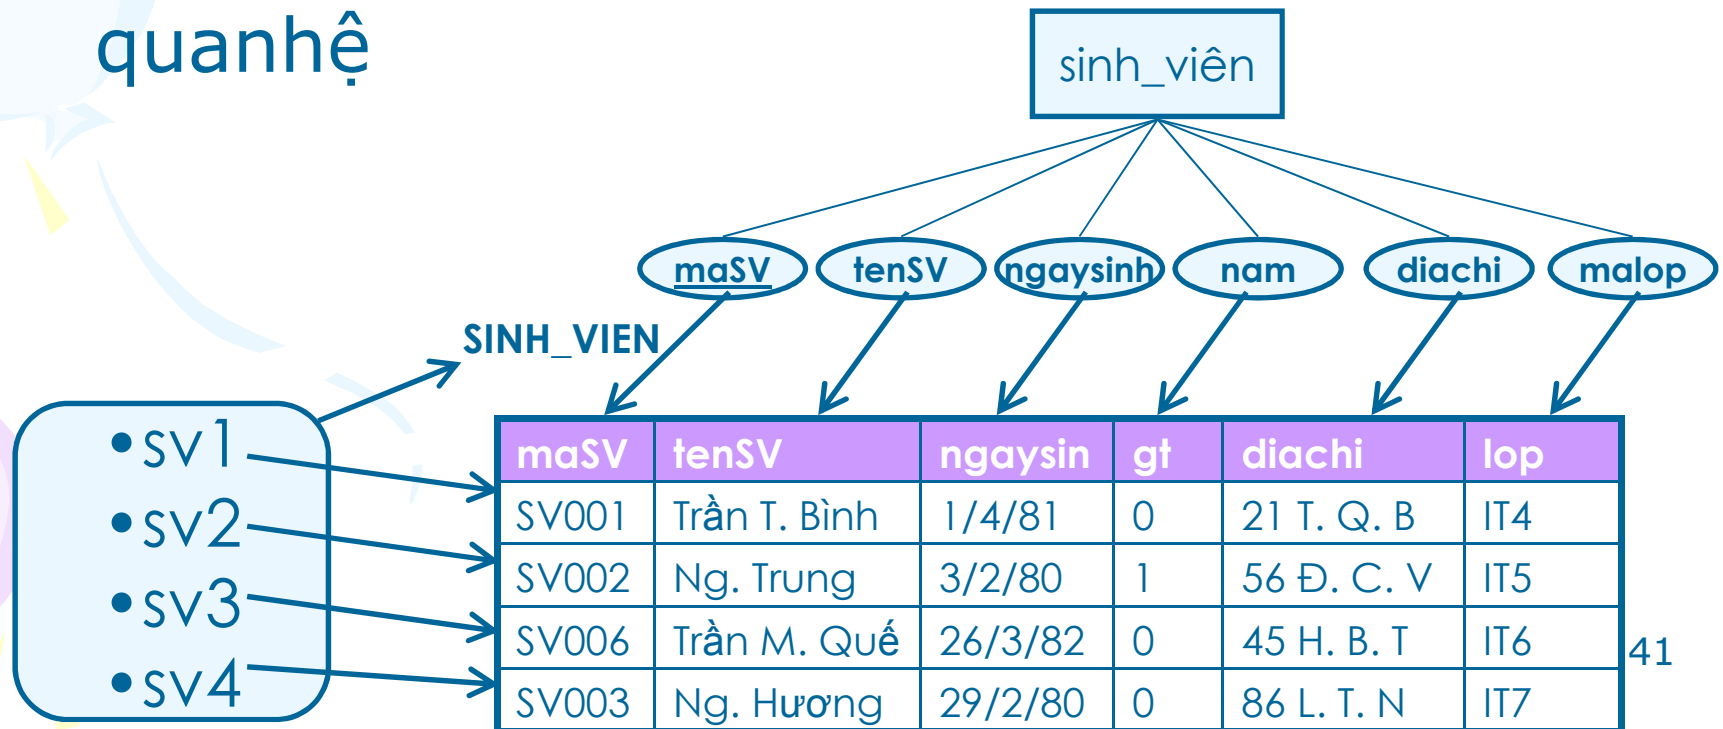 quanhệ
sinh_viên
maSV tenSV ngaysinh nam diachi malop
SINH_VIEN
•sv1
•sv2
•sv3
•sv4
maSV tenSV ngaysin gt diachi lop
SV001 Trần T. Bình 1/4/81 0 21 T. Q. B IT4
SV002 Ng. Trung 3/2/80 1 56 Đ. C. V IT5
SV006 Trần M. Quế 26/3/82 0 45 H. B. T IT6
SV003 Ng. Hương 29/2/80 0 86 L. T. N IT7
41